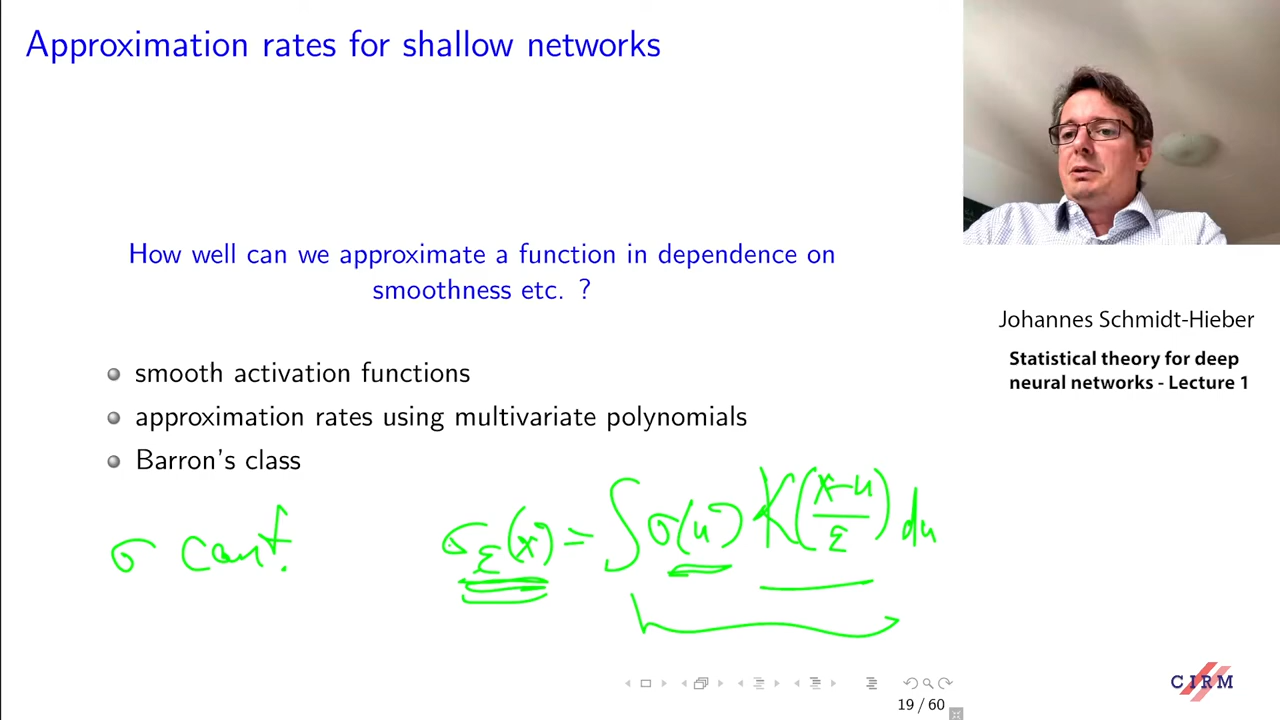 Approximation rates for shallow networks
How well can we approximate a function in dependence on
smoothness etc. ?
smooth activation functions
approximation rates using multivariate polynomials
Barron's class
σ cont.
σ_ε(x) = ∫ σ(u) K((x-u)/ε) du
19 / 60
Johannes Schmidt-Hieber
Statistical theory for deep
neural networks - Lecture 1
CIRM